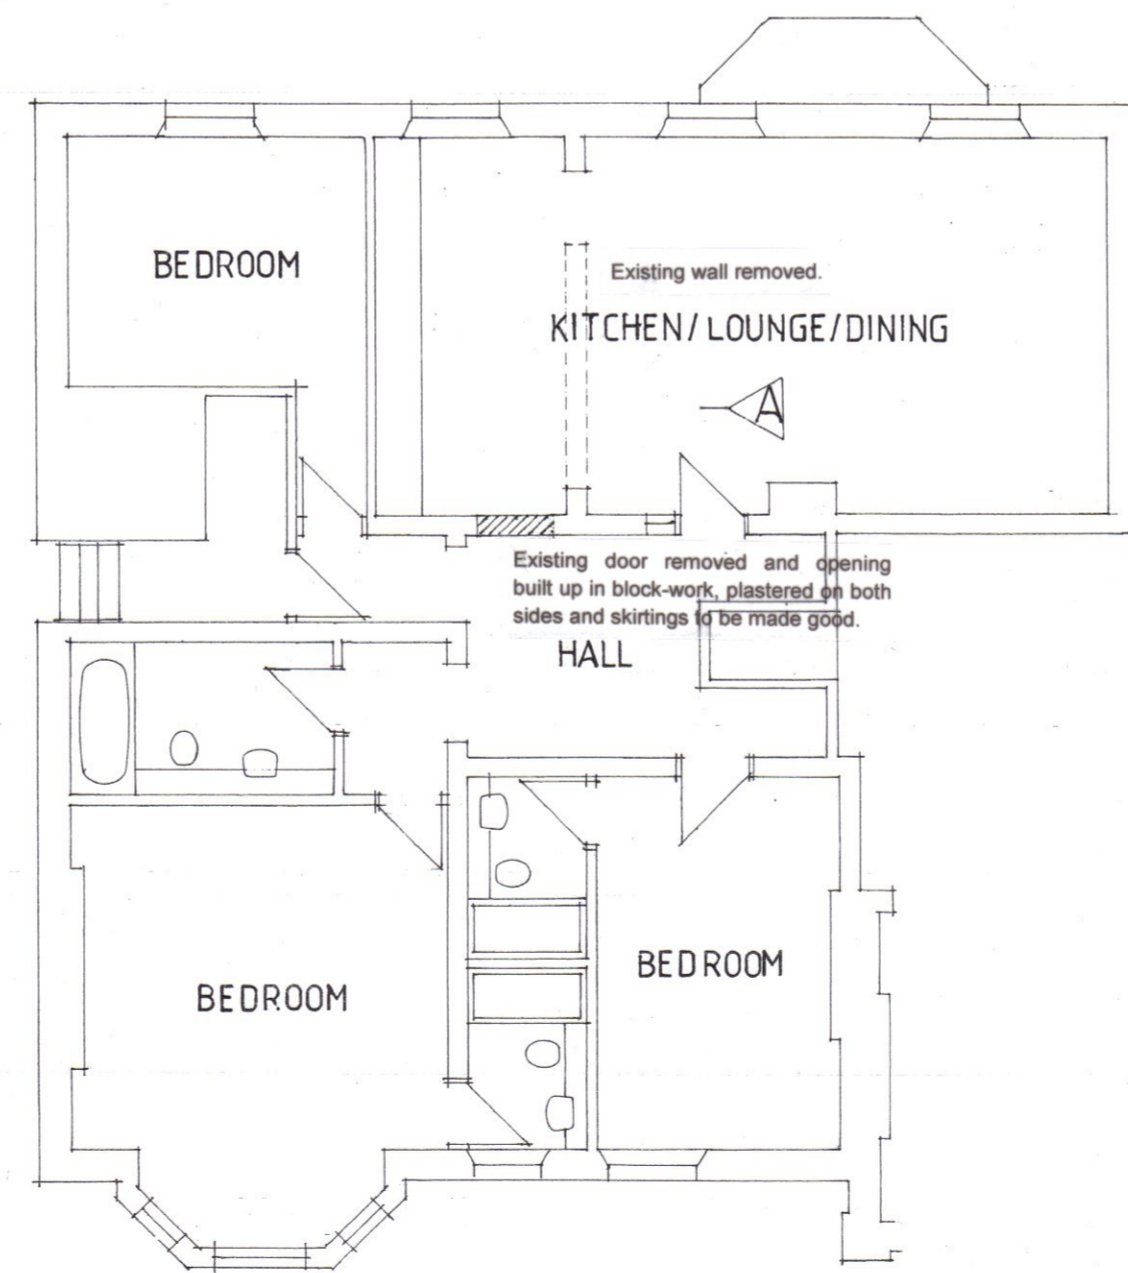 BEDROOM
Existing wall removed.
KITCHEN/LOUNGE/DINING
A
Existing door removed and opening
built up in block-work, plastered on both
sides and skirtings to be made good.
HALL
BEDROOM
BEDROOM